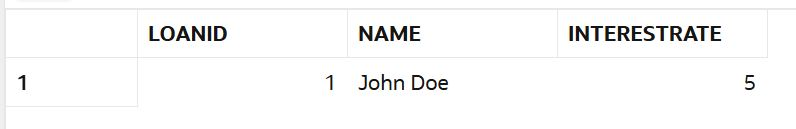 LOANID NAME INTERESTRATE
1 1 John Doe 5